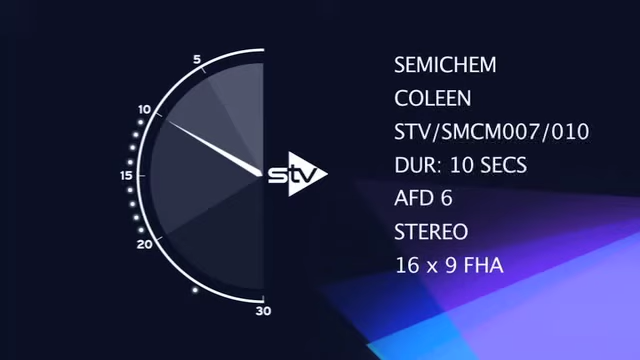 5
10
15
20
30
stv
SEMICHEM
COLEEN
STV/SMCM007/010
DUR: 10 SECS
AFD 6
STEREO
16 x 9 FHA